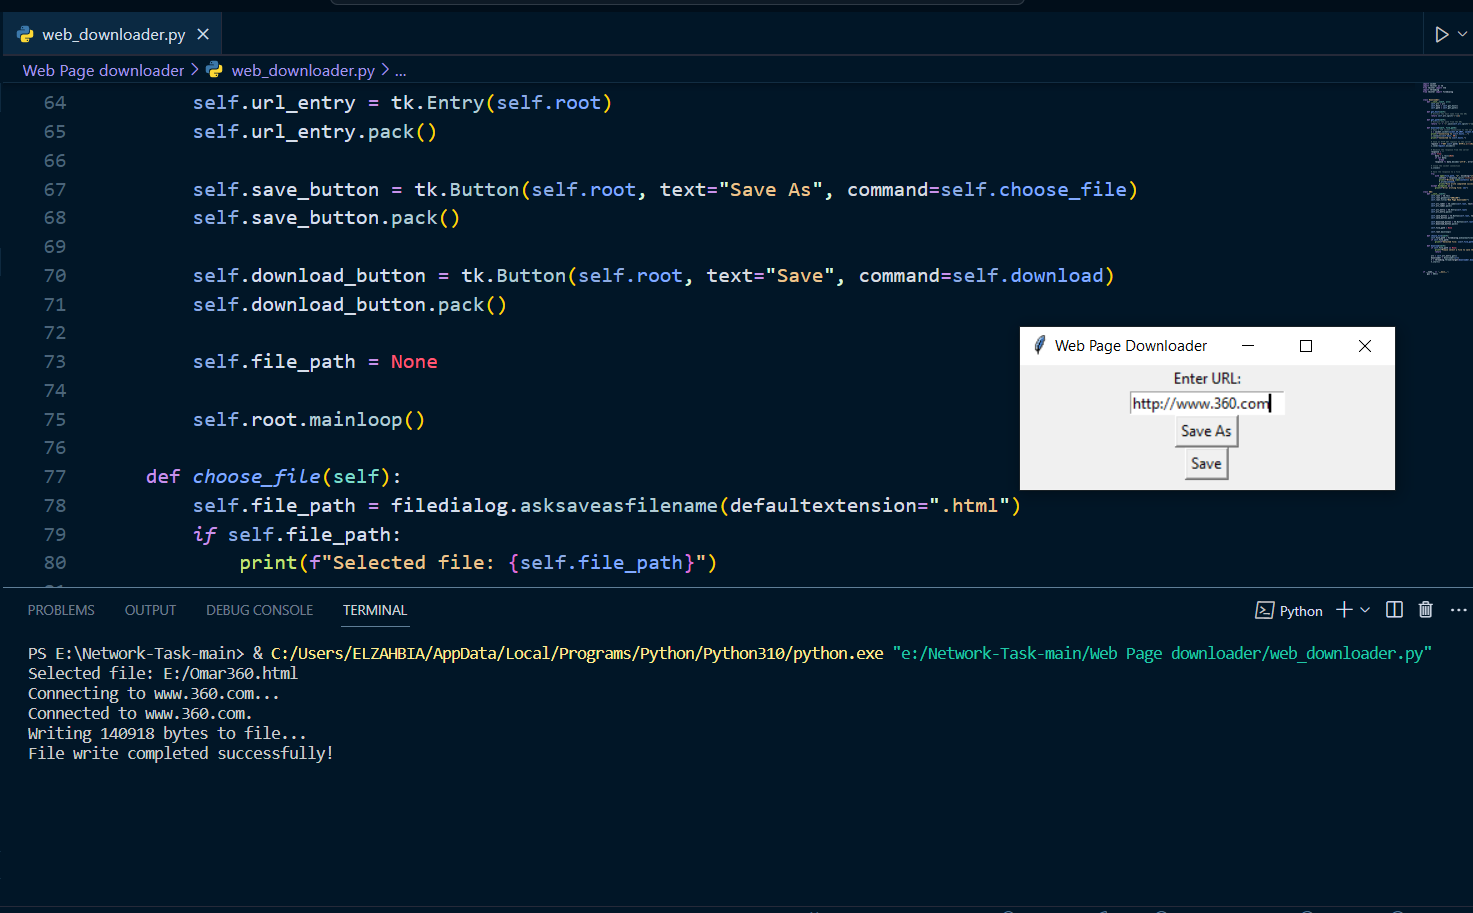 web_downloader.py
Web Page downloader > web_downloader.py > ...
64 self.url_entry = tk.Entry(self.root)
65 self.url_entry.pack()
66
67 self.save_button = tk.Button(self.root, text="Save As", command=self.choose_file)
68 self.save_button.pack()
69
70 self.download_button = tk.Button(self.root, text="Save", command=self.download)
71 self.download_button.pack()
72
73 self.file_path = None
74
75 self.root.mainloop()
76
77 def choose_file(self):
78 self.file_path = filedialog.asksaveasfilename(defaultextension=".html")
79 if self.file_path:
80 print(f"Selected file: {self.file_path}")
Web Page Downloader
Enter URL:
http://www.360.com
Save As
Save
PROBLEMS OUTPUT DEBUG CONSOLE TERMINAL
Python
PS E:\Network-Task-main> & C:/Users/ELZAHBIA/AppData/Local/Programs/Python/Python310/python.exe "e:/Network-Task-main/Web Page downloader/web_downloader.py"
Selected file: E:/Omar360.html
Connecting to www.360.com...
Connected to www.360.com.
Writing 140918 bytes to file...
File write completed successfully!